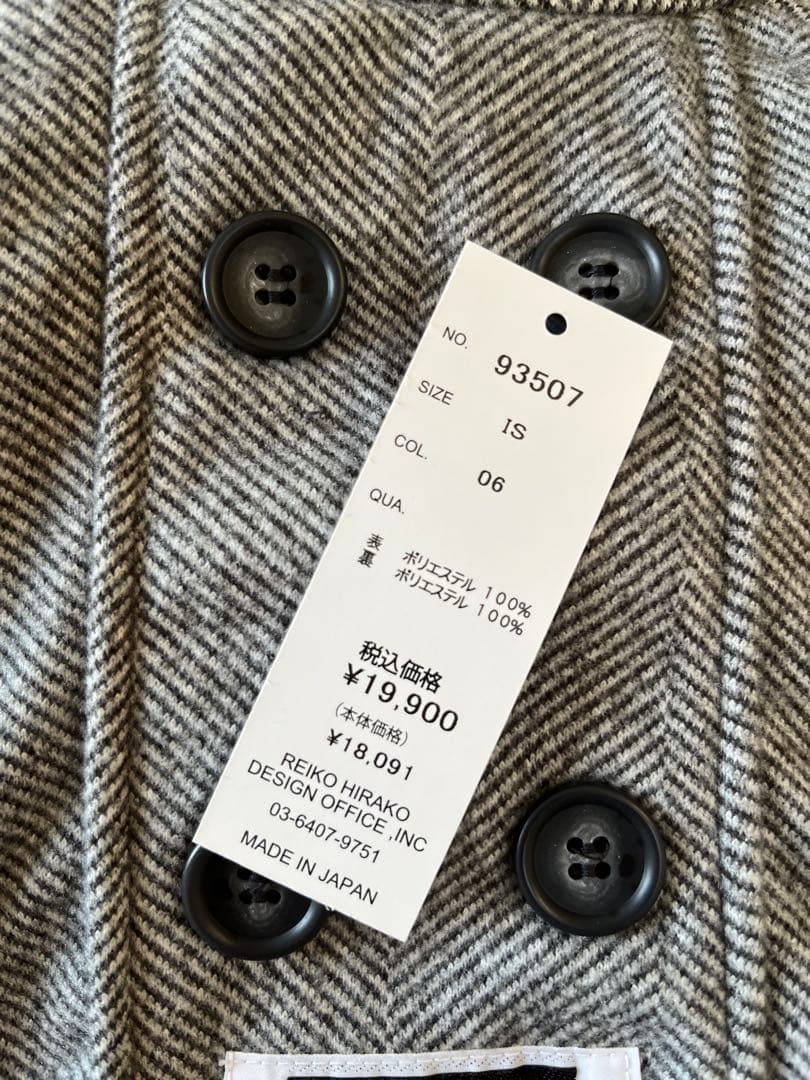 NO. 93507
SIZE IS
COL. 06
QUA.
表 ポリエステル 100%
裏 ポリエステル 100%
税込価格
¥19,900
(本体価格)
¥18,091
REIKO HIRAKO
DESIGN OFFICE ,INC
03-6407-9751
MADE IN JAPAN